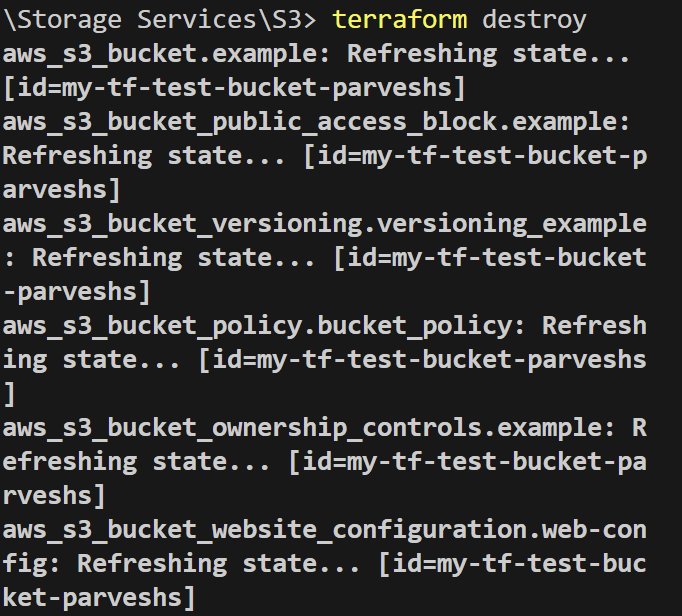 \Storage Services\S3> terraform destroy
aws_s3_bucket.example: Refreshing state...
[id=my-tf-test-bucket-parveshs]
aws_s3_bucket_public_access_block.example:
Refreshing state... [id=my-tf-test-bucket-p
arveshs]
aws_s3_bucket_versioning.versioning_example
: Refreshing state... [id=my-tf-test-bucket
-parveshs]
aws_s3_bucket_policy.bucket_policy: Refresh
ing state... [id=my-tf-test-bucket-parveshs
]
aws_s3_bucket_ownership_controls.example: R
efreshing state... [id=my-tf-test-bucket-pa
rveshs]
aws_s3_bucket_website_configuration.web-con
fig: Refreshing state... [id=my-tf-test-buc
ket-parveshs]